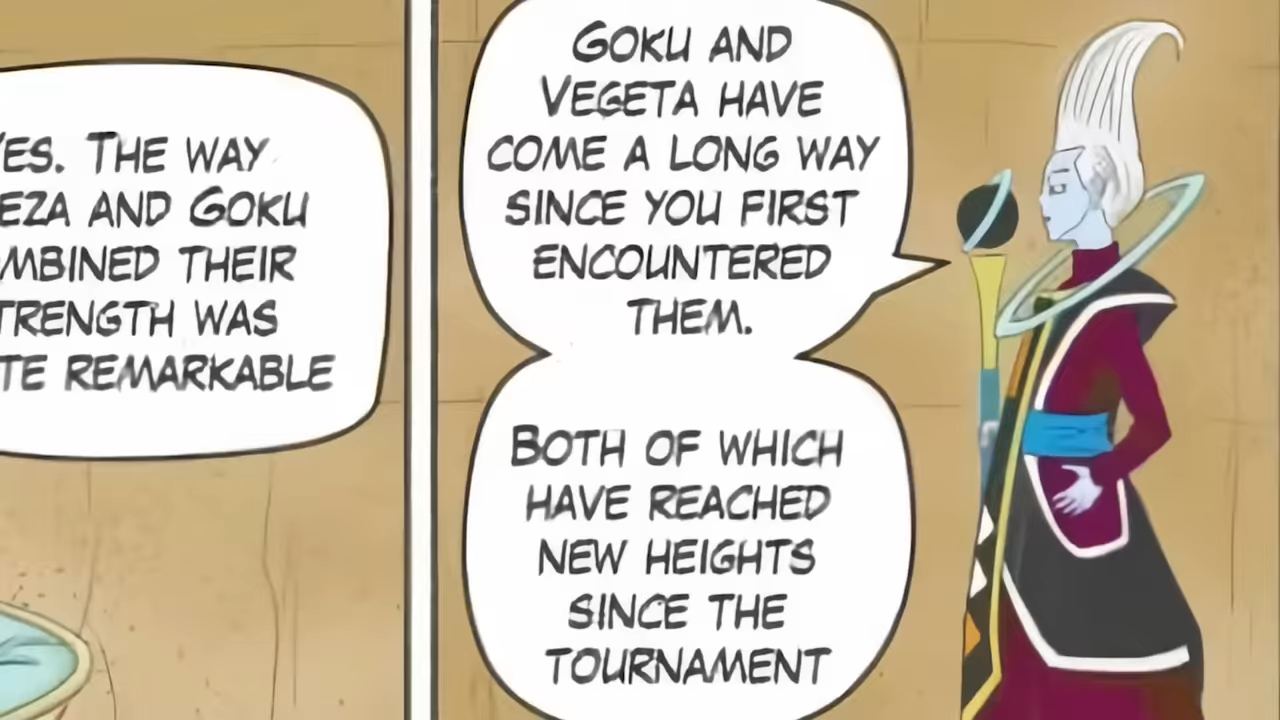 YES. THE WAY
EZA AND GOKU
MBINED THEIR
TRENGTH WAS
TE REMARKABLE
GOKU AND
VEGETA HAVE
COME A LONG WAY
SINCE YOU FIRST
ENCOUNTERED
THEM.
BOTH OF WHICH
HAVE REACHED
NEW HEIGHTS
SINCE THE
TOURNAMENT